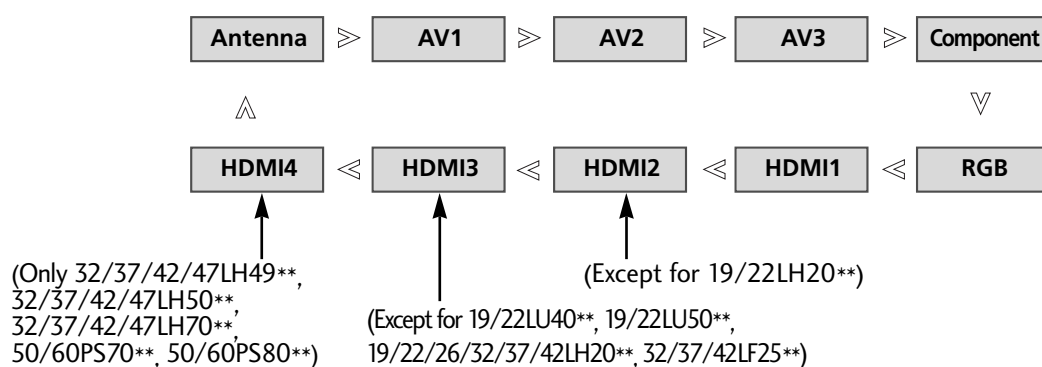 Antenna AV1 AV2 AV3 Component
HDMI4 HDMI3 HDMI2 HDMI1 RGB
(Only 32/37/42/47LH49**,
32/37/42/47LH50**,
32/37/42/47LH70**,
50/60PS70**, 50/60PS80**)
(Except for 19/22LU40**, 19/22LU50**,
19/22/26/32/37/42LH20**, 32/37/42LF25**)
(Except for 19/22LH20**)